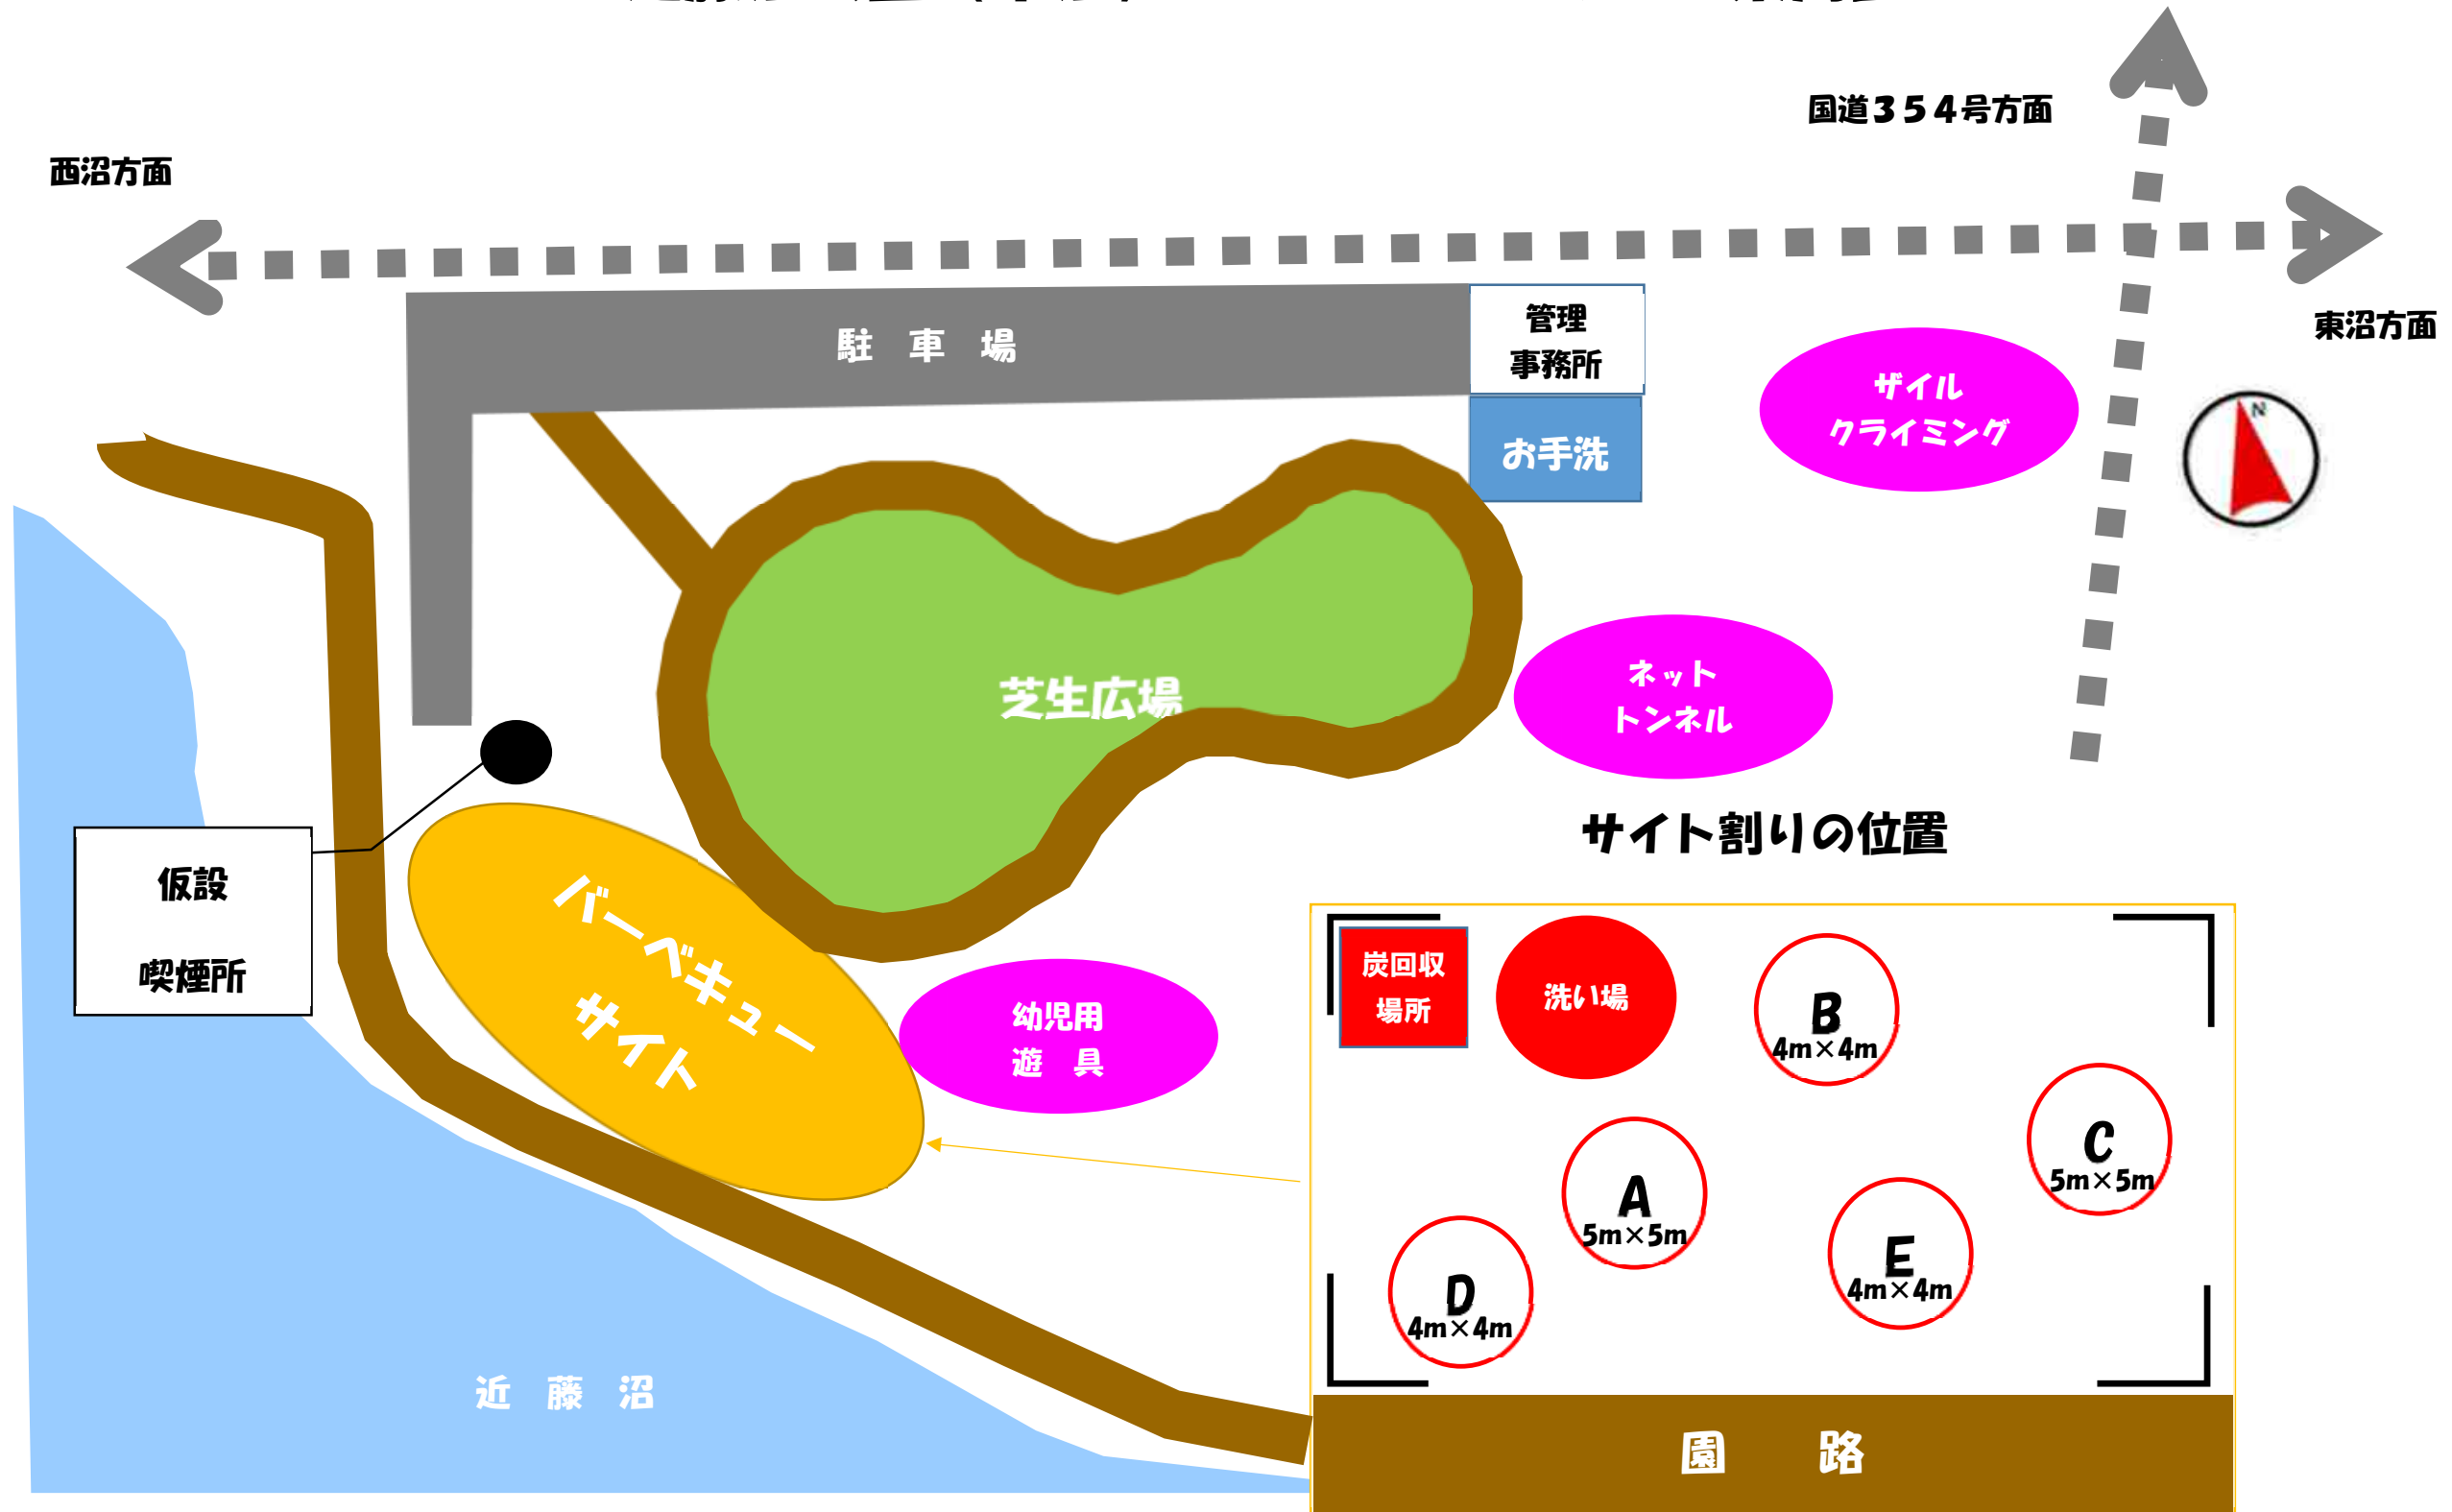 国道３５４号方面
西沼方面
東沼方面
駐 車 場
管理
事務所
お手洗
ザイル
クライミング
N
芝生広場
ネット
トンネル
仮設
喫煙所
バーベキュー
サイト
幼児用
遊 具
近 藤 沼
サイト割りの位置
炭回収
場所
洗い場
B
4m×4m
C
5m×5m
A
5m×5m
E
4m×4m
D
4m×4m
園 路